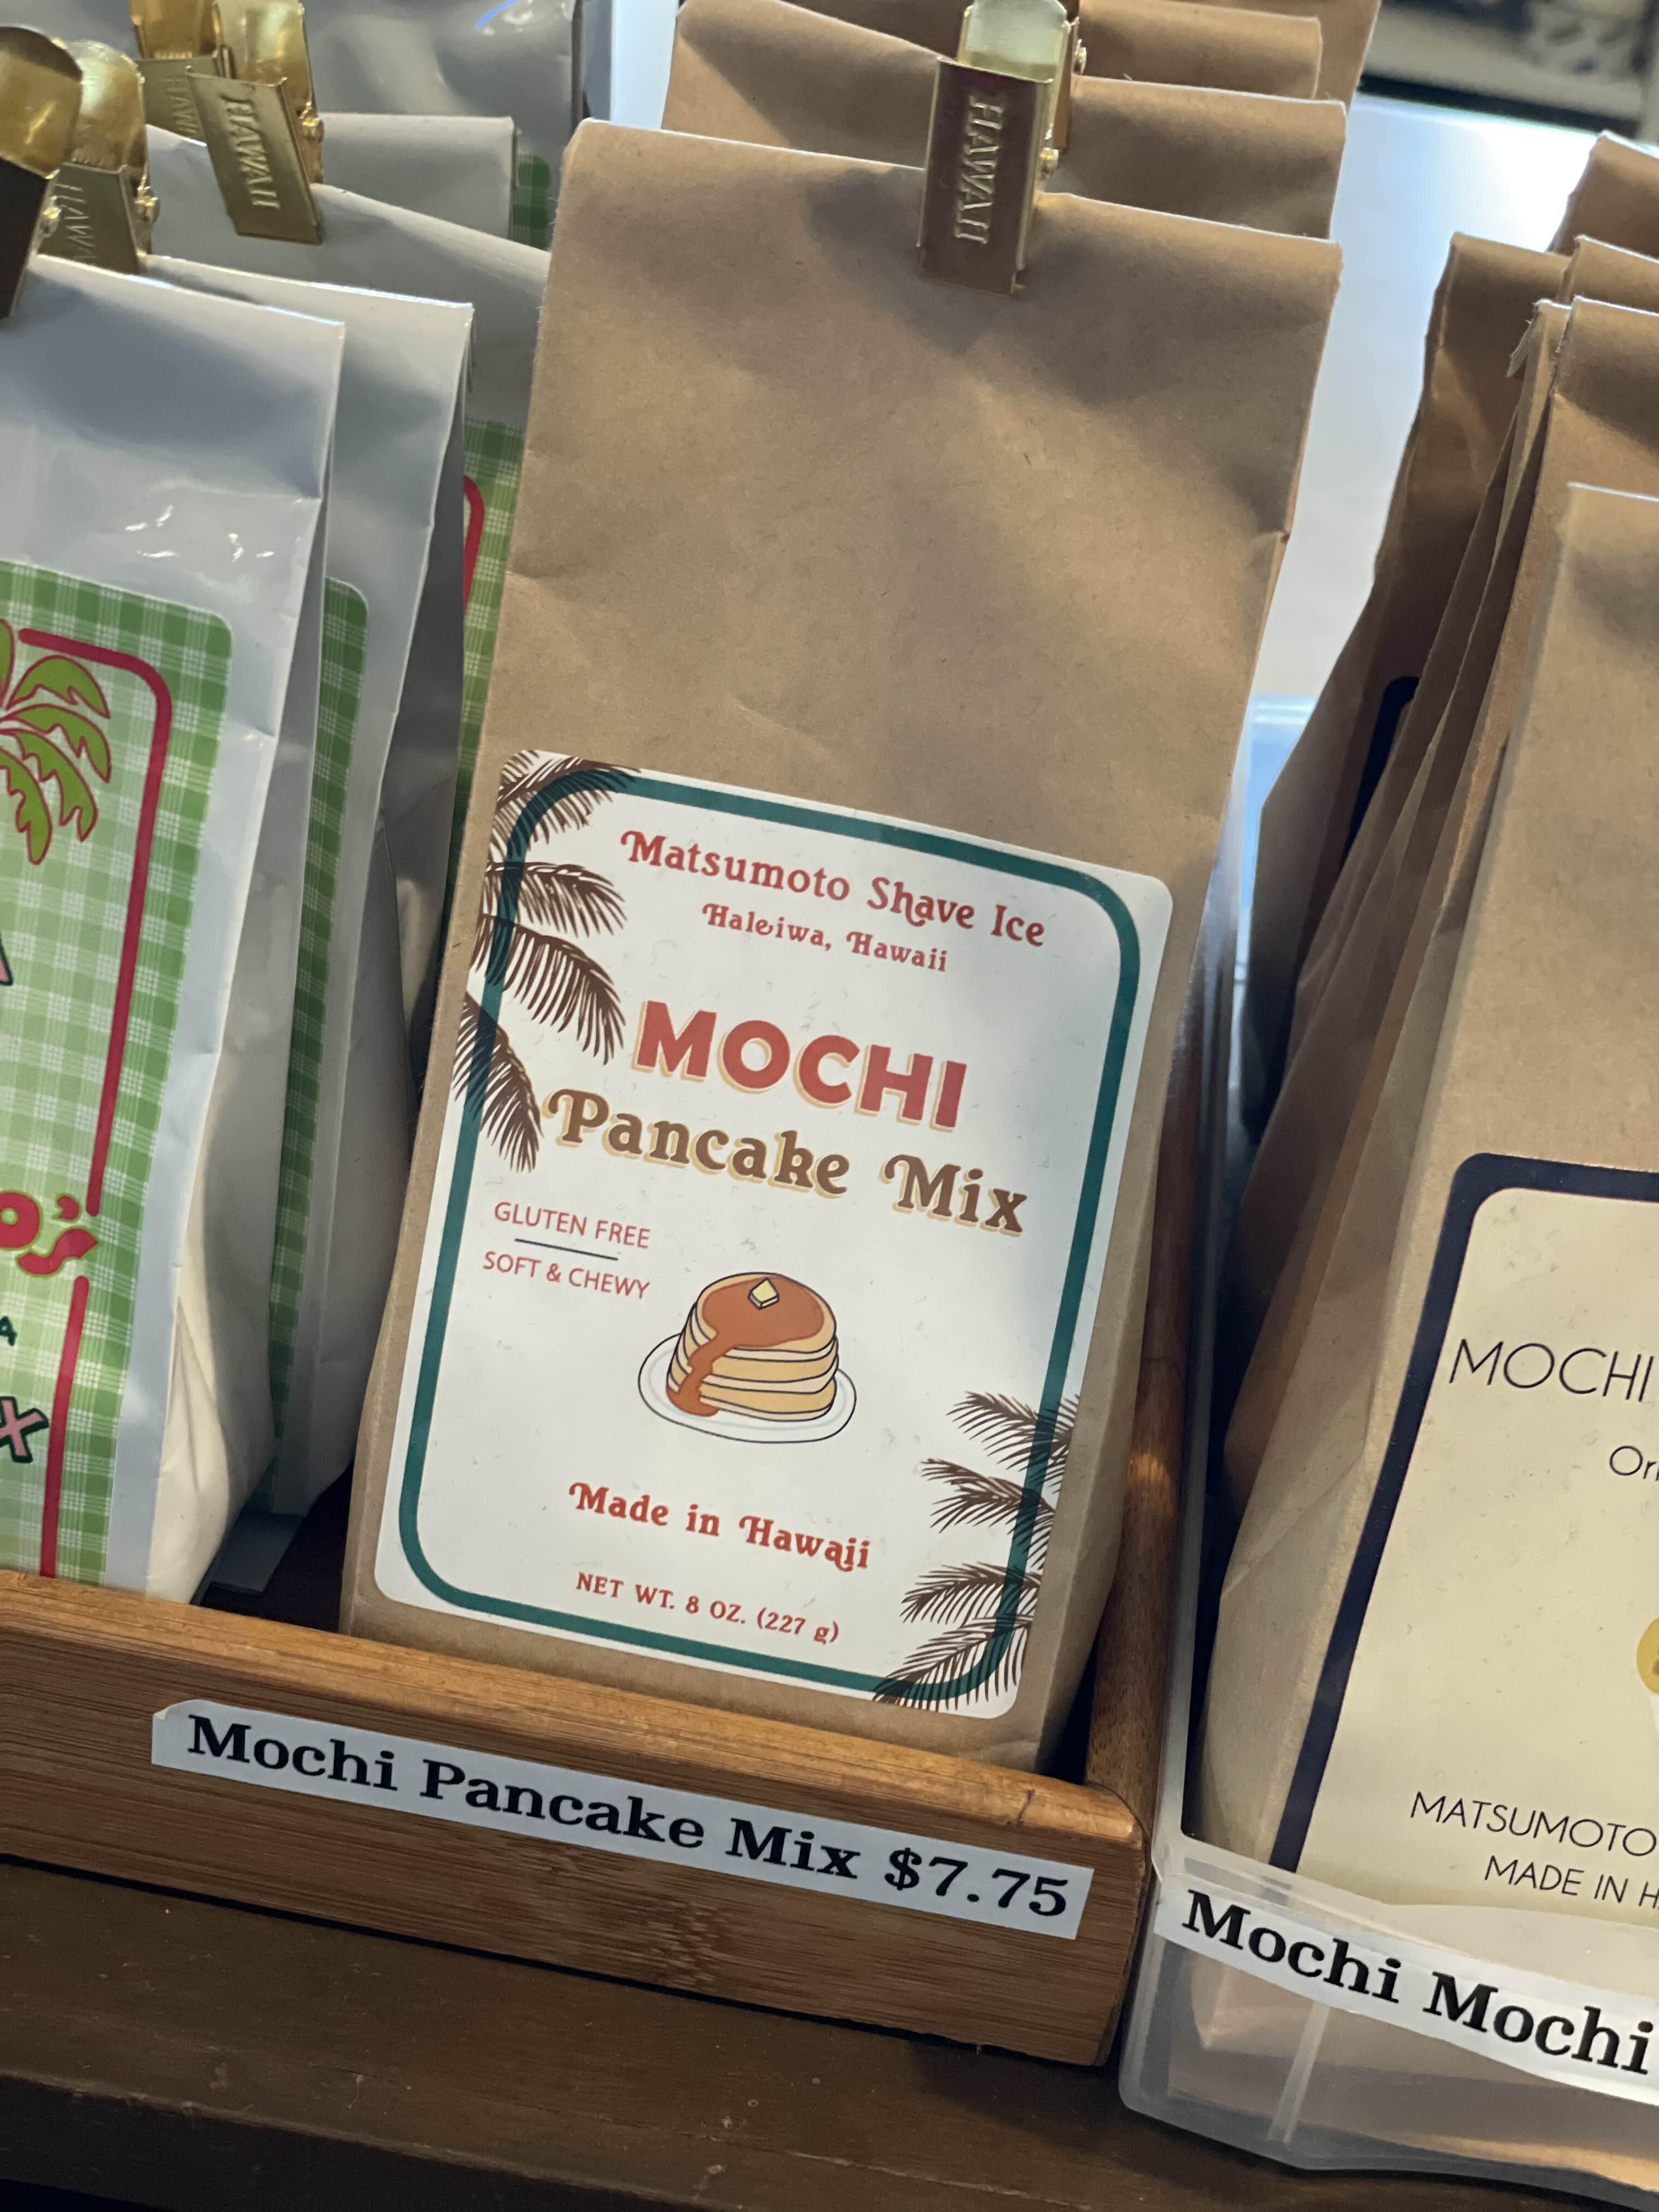 HAWAII
HAWAII
Matsumoto Shave Ice
Haleiwa, Hawaii
MOCHI
Pancake Mix
GLUTEN FREE
SOFT & CHEWY
Made in Hawaii
NET WT. 8 OZ. (227 g)
Mochi Pancake Mix $7.75
MOCHI
MATSUMOTO
MADE IN
Mochi Mochi